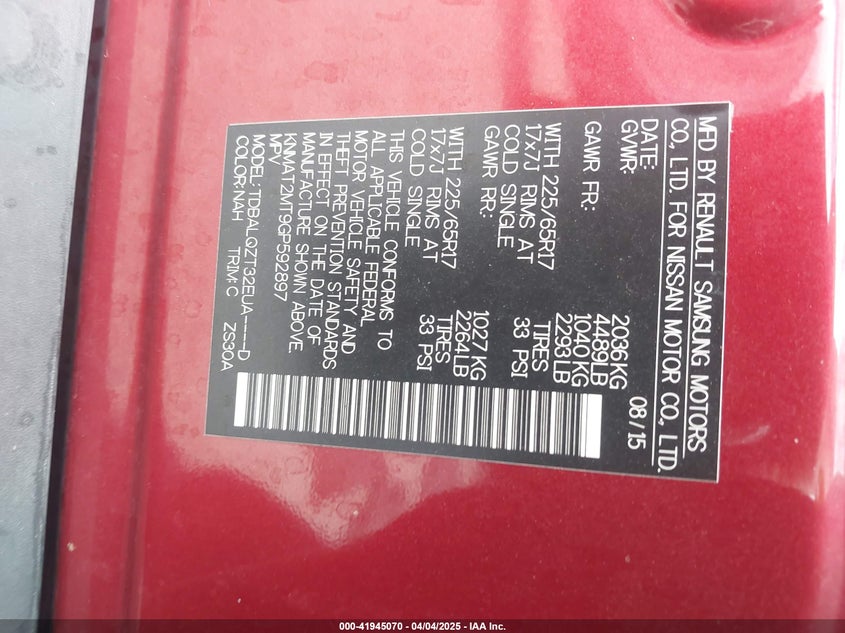 MFD BY RENAULT SAMSUNG MOTORS
CO., LTD. FOR NISSAN MOTOR CO., LTD.
DATE: 08/15
GVWR: 2036KG
4489LB
GAWR FR: 1040KG
2293LB
WITH 225/65R17 TIRES
17x7J RIMS AT 33 PSI
COLD SINGLE
GAWR RR: 1027KG
2264LB
WITH 225/65R17 TIRES
17x7J RIMS AT 33 PSI
COLD SINGLE
THIS VEHICLE CONFORMS TO
ALL APPLICABLE FEDERAL
MOTOR VEHICLE SAFETY AND
THEFT PREVENTION STANDARDS
IN EFFECT ON THE DATE OF
MANUFACTURE SHOWN ABOVE.
KNMAT2MT9GP592897
MPV
MODEL: TDBALQZT32EUA----D
COLOR: NAH TRIM: C ZS30A
000-41945070 - 04/04/2025 - IAA Inc.